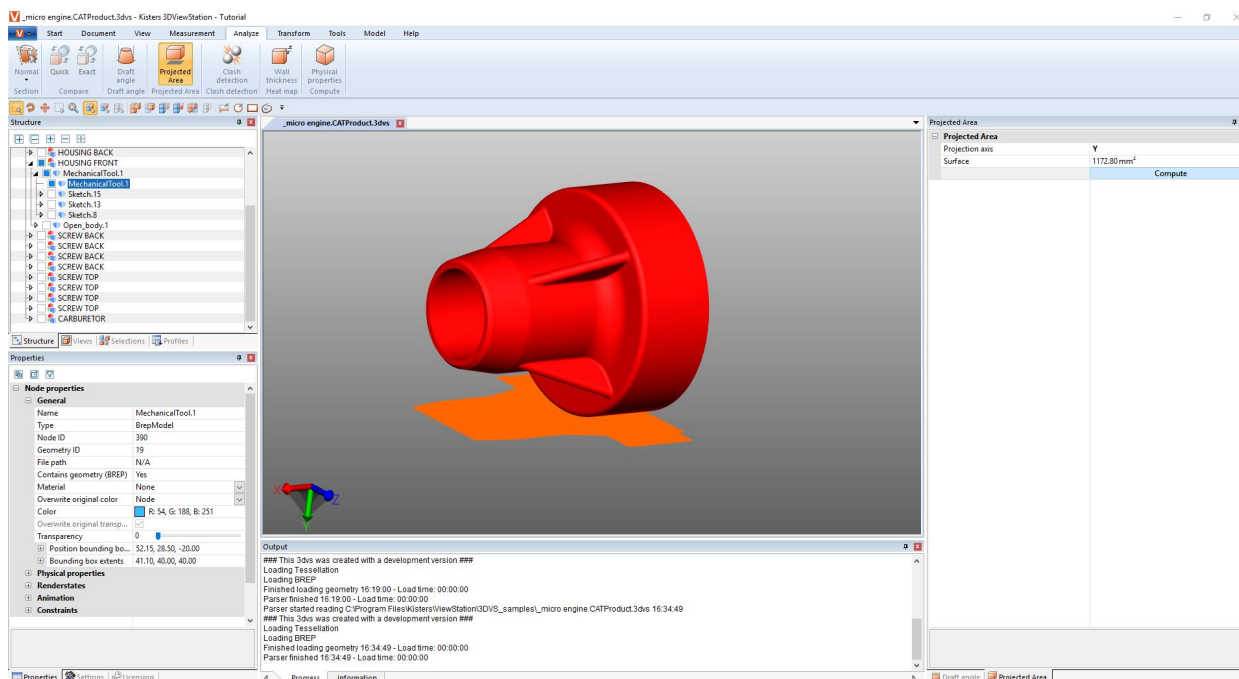 _micro engine.CATProduct.3dvs - Kisters 3DViewStation - Tutorial
Start Document View Measurement Analyze Transform Tools Model Help
Normal Quick Exact Draft angle Projected Area Clash detection Wall thickness Physical properties
Section Compare Draft angle Projected Area Clash detection Heat map Compute
Structure
HOUSING BACK
HOUSING FRONT
MechanicalTool.1
MechanicalTool.1
Sketch.15
Sketch.13
Sketch.8
Open_body.1
SCREW BACK
SCREW BACK
SCREW BACK
SCREW BACK
SCREW TOP
SCREW TOP
SCREW TOP
SCREW TOP
CARBURETOR
Structure Views Selections Profiles
Properties
Node properties
General
Name MechanicalTool.1
Type BrepModel
Node ID 390
Geometry ID 19
File path N/A
Contains geometry (BREP) Yes
Material None
Overwrite original color Node
Color R: 54, G: 188, B: 251
Overwrite original transp...
Transparency 0
Position bounding bo... 52.15, 28.50, -20.00
Bounding box extents 41.10, 40.00, 40.00
Physical properties
Renderstates
Animation
Constraints
Properties Settings Licensing
_micro engine.CATProduct.3dvs
X Z
Y
Output
### This 3dvs was created with a development version ###
Loading Tessellation
Loading BREP
Finished loading geometry 16:19:00 - Load time: 00:00:00
Parser finished 16:19:00 - Load time: 00:00:00
Parser started reading C:\Program Files\Kisters\ViewStation\3DVS_samples\_micro engine.CATProduct.3dvs 16:34:49
### This 3dvs was created with a development version ###
Loading Tessellation
Loading BREP
Finished loading geometry 16:34:49 - Load time: 00:00:00
Parser finished 16:34:49 - Load time: 00:00:00
Progress Information
Projected Area
Projected Area
Projection axis Y
Surface 1172.80 mm²
Compute
Draft angle Projected Area